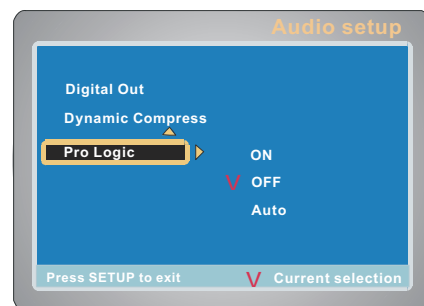 Audio setup
Digital Out
Dynamic Compress
Pro Logic
ON
V OFF
Auto
Press SETUP to exit
V Current selection